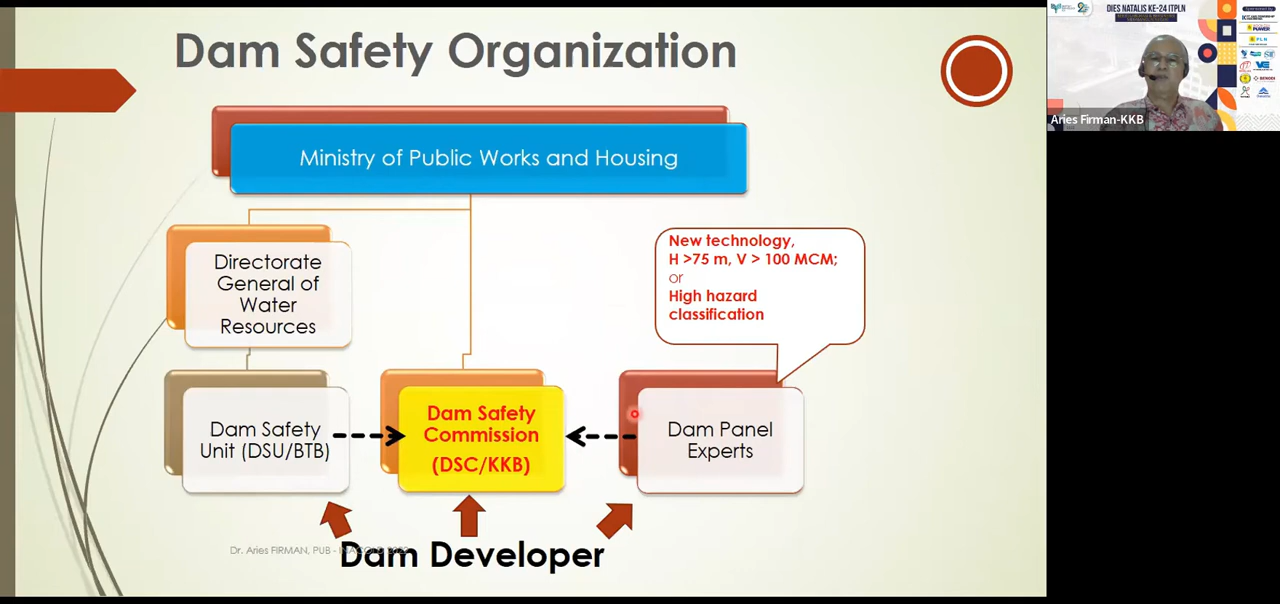 Dam Safety Organization
Ministry of Public Works and Housing
Directorate
General of
Water
Resources
New technology,
H >75 m, V > 100 MCM;
or
High hazard
classification
Dam Safety
Unit (DSU/BTB)
Dam Safety
Commission
(DSC/KKB)
Dam Panel
Experts
Dr. Aries FIRMAN, PUB -
Dam Developer
DIES NATALIS KE-24 ITPLN
Aries Firman-KKB